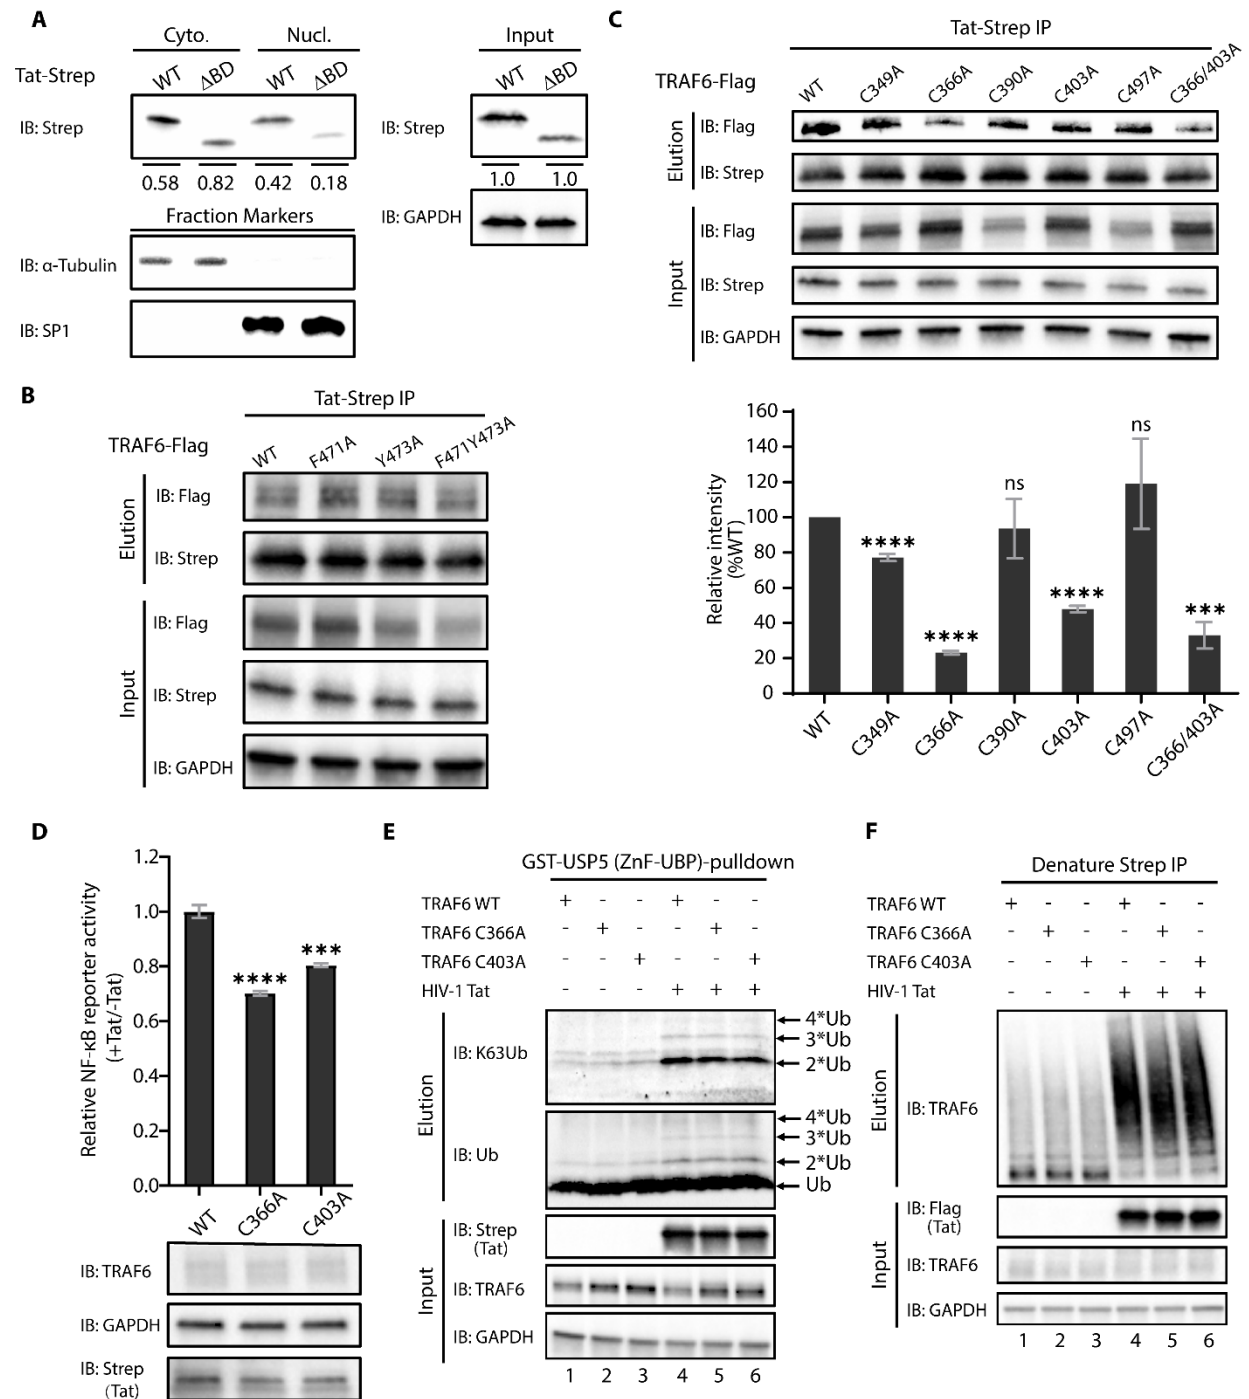 A
Cyto.
Nucl.
Input
Tat-Strep
WT
ΔBD
WT
ΔBD
WT
ΔBD
IB: Strep
IB: Strep
0.58
0.82
0.42
0.18
1.0
1.0
Fraction Markers
IB: GAPDH
IB: α-Tubulin
IB: SP1
B
Tat-Strep IP
TRAF6-Flag
WT
F471A
Y473A
F471Y473A
Elution
IB: Flag
IB: Strep
Input
IB: Flag
IB: Strep
IB: GAPDH
C
Tat-Strep IP
TRAF6-Flag
WT
C349A
C366A
C390A
C403A
C497A
C366/403A
Elution
IB: Flag
IB: Strep
Input
IB: Flag
IB: Strep
IB: GAPDH
Relative intensity
(%WT)
160
140
120
100
80
60
40
20
0
****
****
ns
****
ns
***
WT
C349A
C366A
C390A
C403A
C497A
C366/403A
D
Relative NF-κB reporter activity
(+Tat/-Tat)
1.2
1.0
0.8
0.6
0.4
0.2
0.0
****
***
WT
C366A
C403A
IB: TRAF6
IB: GAPDH
IB: Strep
(Tat)
E
GST-USP5 (ZnF-UBP)-pulldown
TRAF6 WT + - - + - -
TRAF6 C366A - + - - + -
TRAF6 C403A - - + - - +
HIV-1 Tat - - - + + +
Elution
IB: K63Ub
4*Ub
3*Ub
2*Ub
IB: Ub
4*Ub
3*Ub
2*Ub
Ub
Input
IB: Strep
(Tat)
IB: TRAF6
IB: GAPDH
1 2 3 4 5 6
F
Denature Strep IP
TRAF6 WT + - - + - -
TRAF6 C366A - + - - + -
TRAF6 C403A - - + - - +
HIV-1 Tat - - - + + +
Elution
IB: TRAF6
Input
IB: Flag
(Tat)
IB: TRAF6
IB: GAPDH
1 2 3 4 5 6